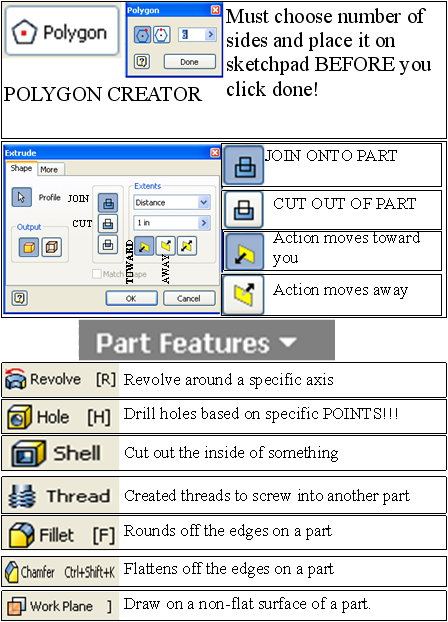 Polygon
Polygon
Done
Must choose number of
sides and place it on
sketchpad BEFORE you
click done!
POLYGON CREATOR
Extrude
Shape
More
Profile
JOIN
CUT
Output
Extents
Distance
1 in
TOWARD
AWAY
Match shape
OK
Cancel
JOIN ONTO PART
CUT OUT OF PART
Action moves toward
you
Action moves away
Part Features
Revolve [R]
Revolve around a specific axis
Hole [H]
Drill holes based on specific POINTS!!!
Shell
Cut out the inside of something
Thread
Created threads to screw into another part
Fillet [F]
Rounds off the edges on a part
Chamfer Ctrl+Shift+K
Flattens off the edges on a part
Work Plane ]
Draw on a non-flat surface of a part.